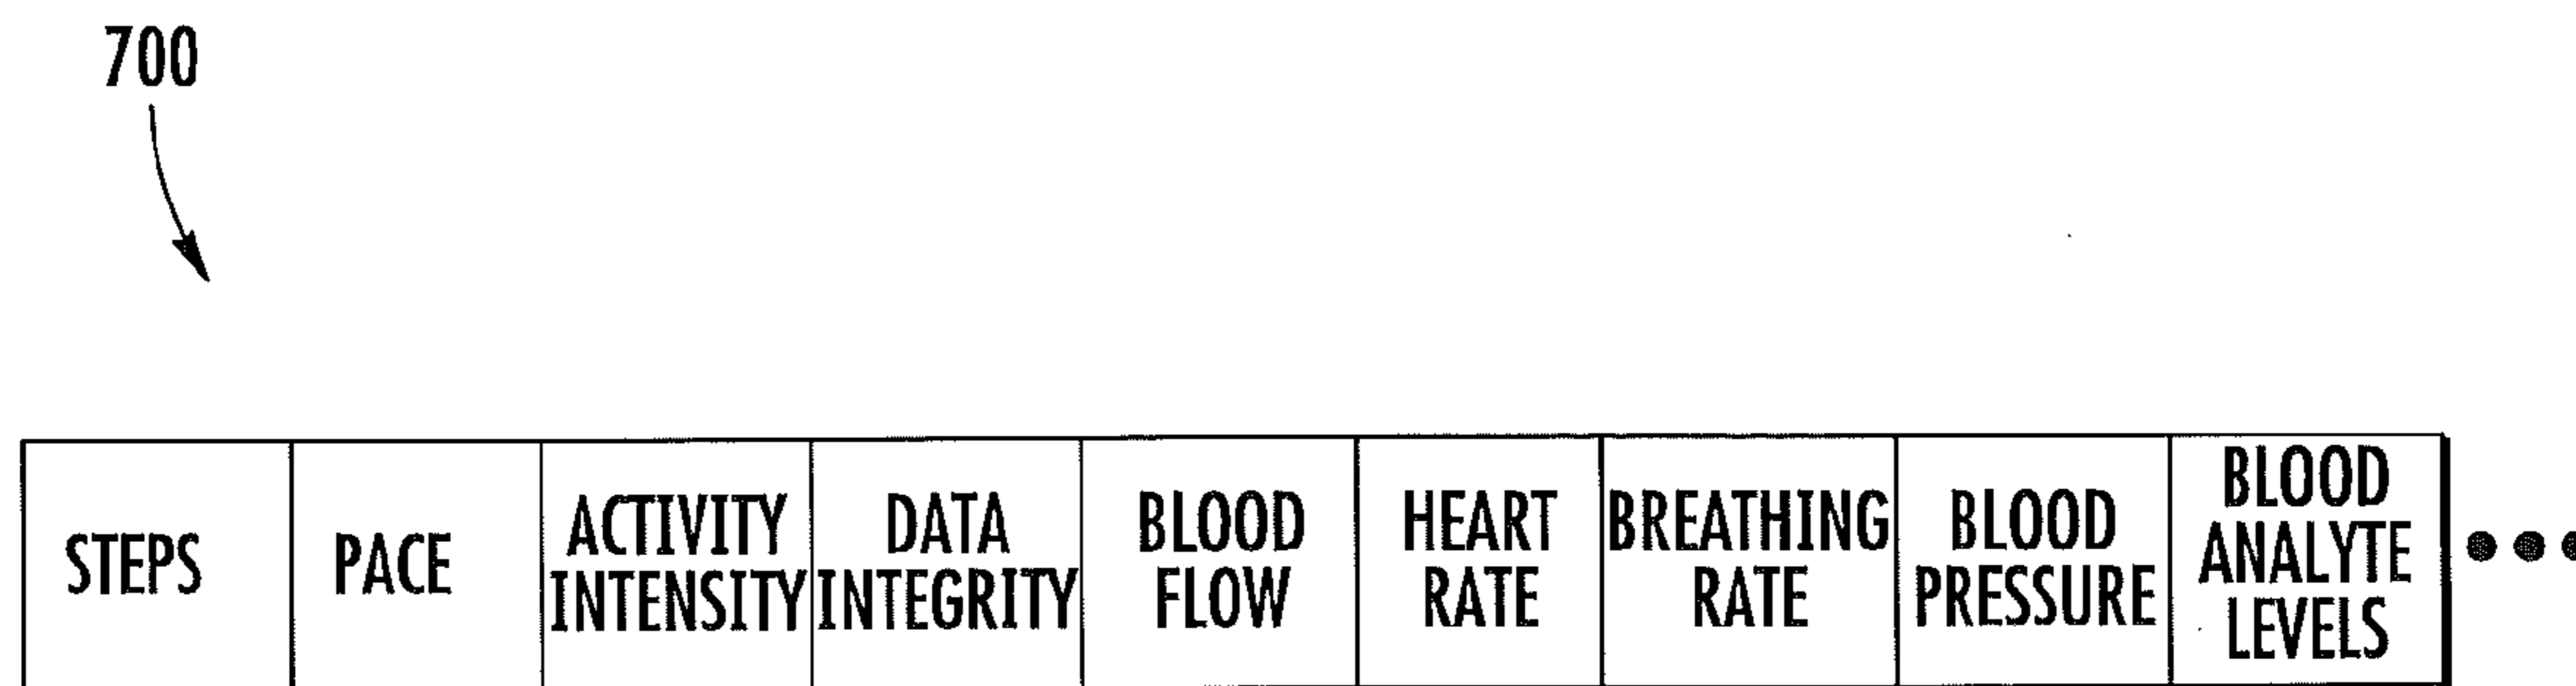 700
STEPS
PACE
ACTIVITY
INTENSITY
DATA
INTEGRITY
BLOOD
FLOW
HEART
RATE
BREATHING
RATE
BLOOD
PRESSURE
BLOOD
ANALYTE
LEVELS